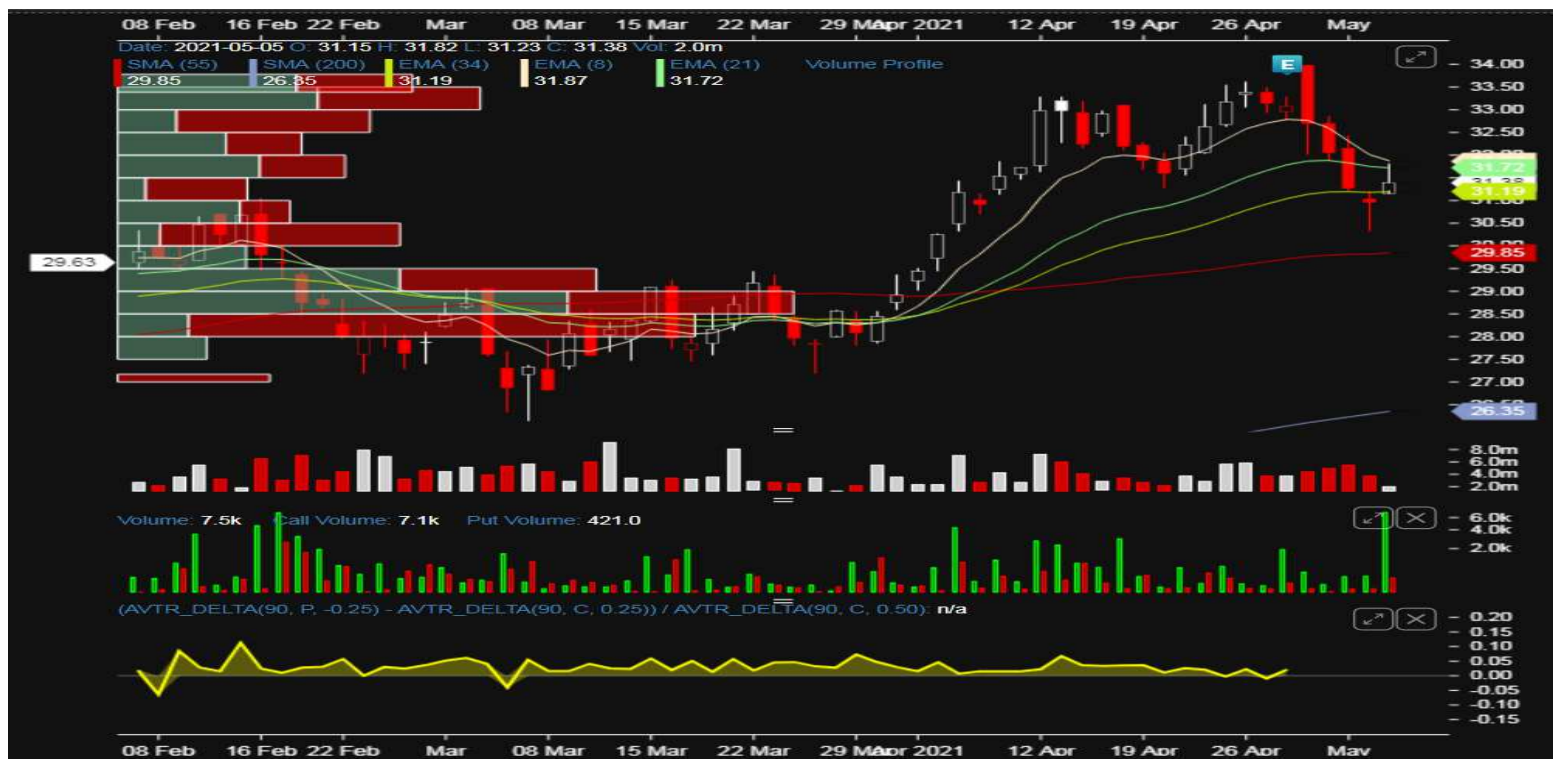 08 Feb 16 Feb 22 Feb Mar 08 Mar 15 Mar 22 Mar 29 Apr 2021 12 Apr 19 Apr 26 Apr May
Date: 2021-05-05 O: 31.15 H: 31.82 L: 31.23 C: 31.38 Vol: 2.0m
SMA (55) SMA (200) EMA (34) EMA (8) EMA (21) Volume Profile
29.85 26.35 31.19 31.87 31.72
E
34.00
33.50
33.00
32.50
31.72
31.38
31.19
31.00
30.50
29.85
29.63
29.50
29.00
28.50
28.00
27.50
27.00
26.35
8.0m
6.0m
4.0m
2.0m
Volume: 7.5k Call Volume: 7.1k Put Volume: 421.0
6.0k
4.0k
2.0k
(AVTR_DELTA(90, P, -0.25) - AVTR_DELTA(90, C, 0.25)) / AVTR_DELTA(90, C, 0.50): n/a
0.20
0.15
0.10
0.05
0.00
-0.05
-0.10
-0.15
08 Feb 16 Feb 22 Feb Mar 08 Mar 15 Mar 22 Mar 29 Apr 2021 12 Apr 19 Apr 26 Apr May